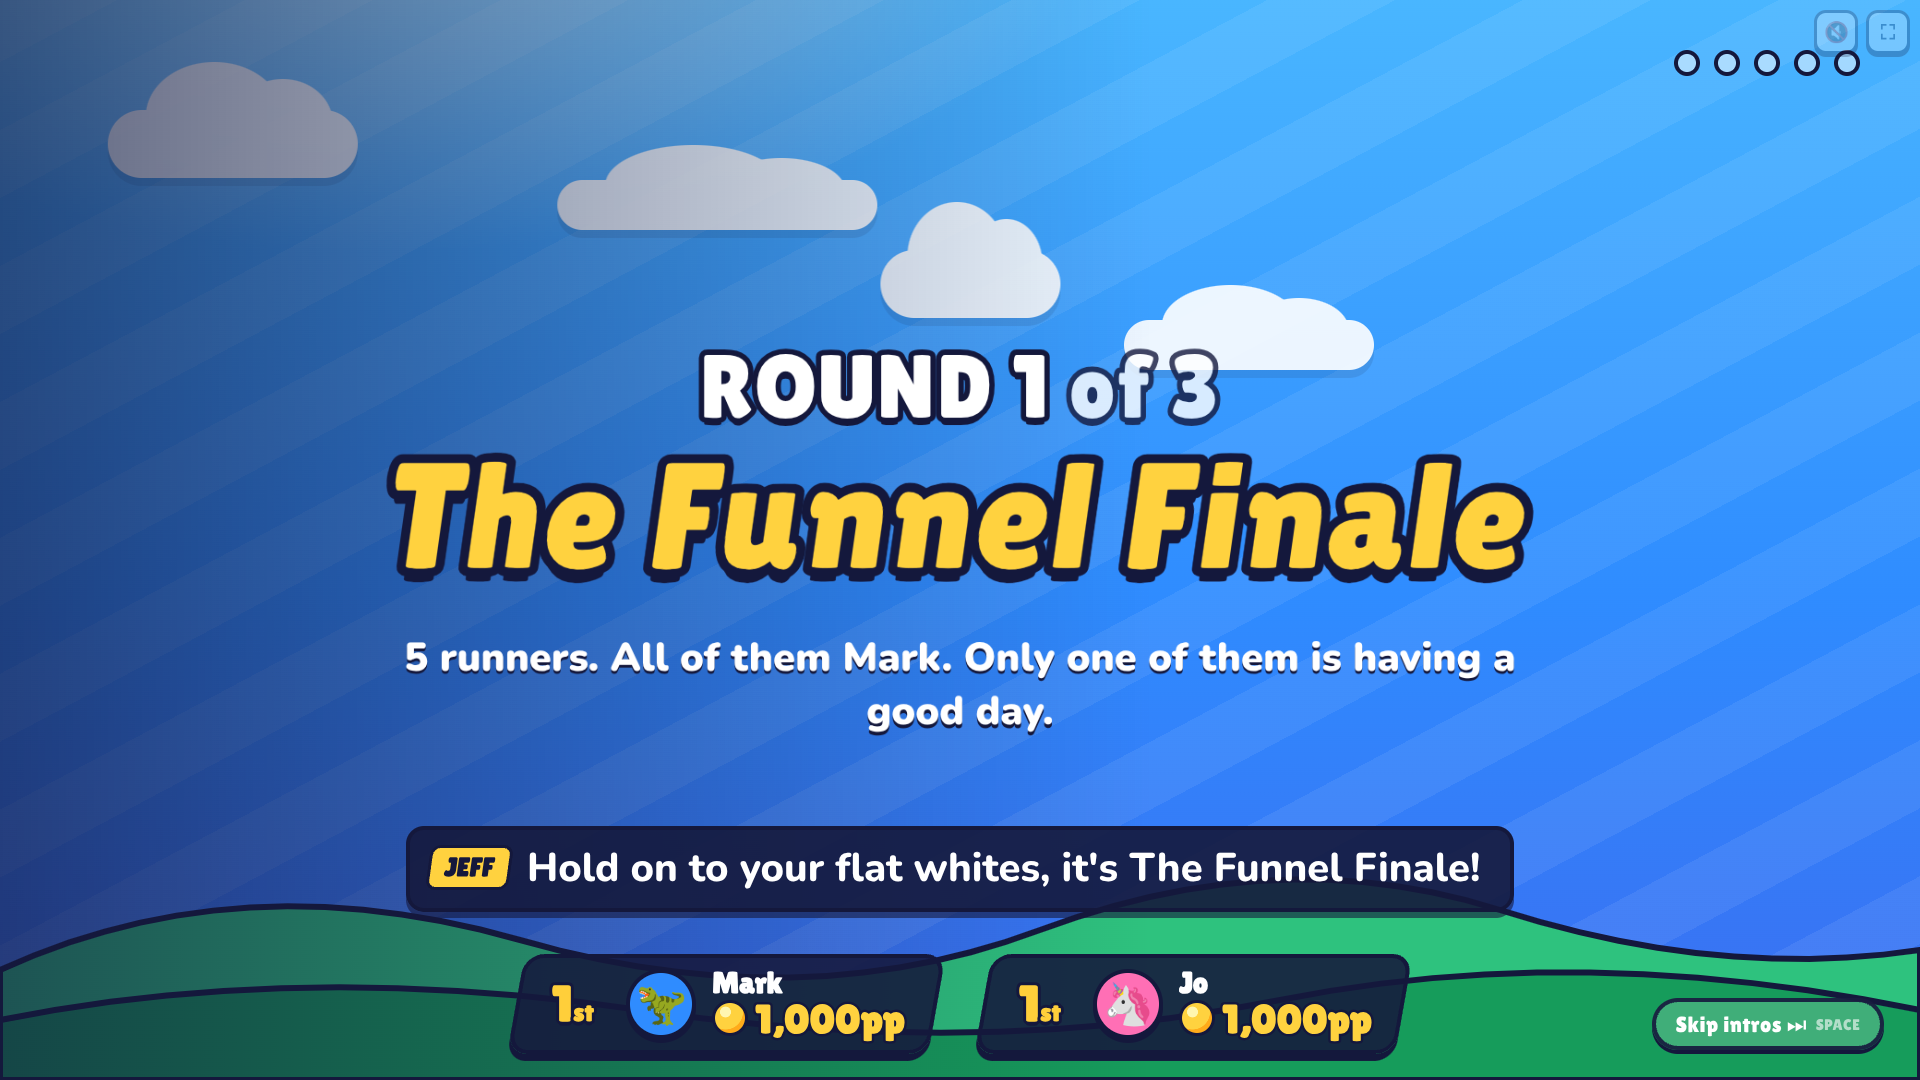 ROUND 1 of 3
The Funnel Finale
5 runners. All of them Mark. Only one of them is having a
good day.
JEFF Hold on to your flat whites, it's The Funnel Finale!
1st Mark 1,000pp
1st Jo 1,000pp
Skip intros SPACE